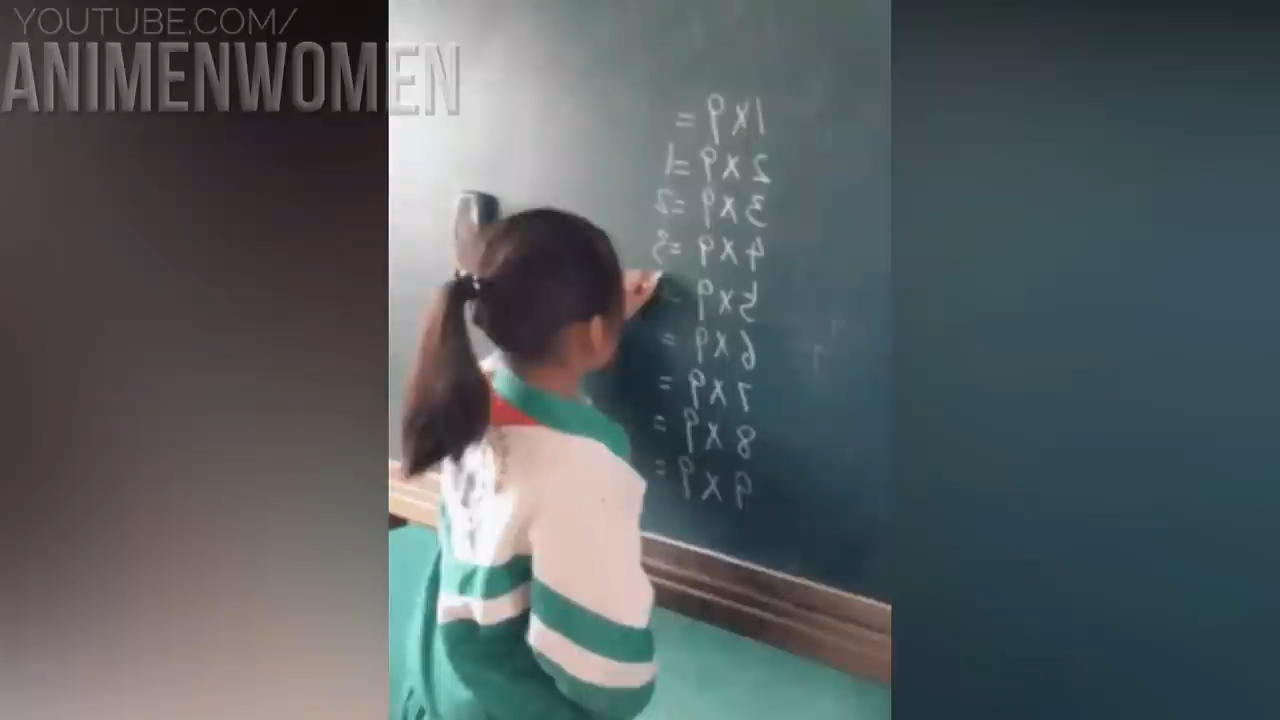 YOUTUBE.COM/
ANIMENWOMEN
1x9 =
2x9 =1
3x9 =2
4x9 =3
5x9 =
6x9 =
7x9 =
8x9 =
9x9 =